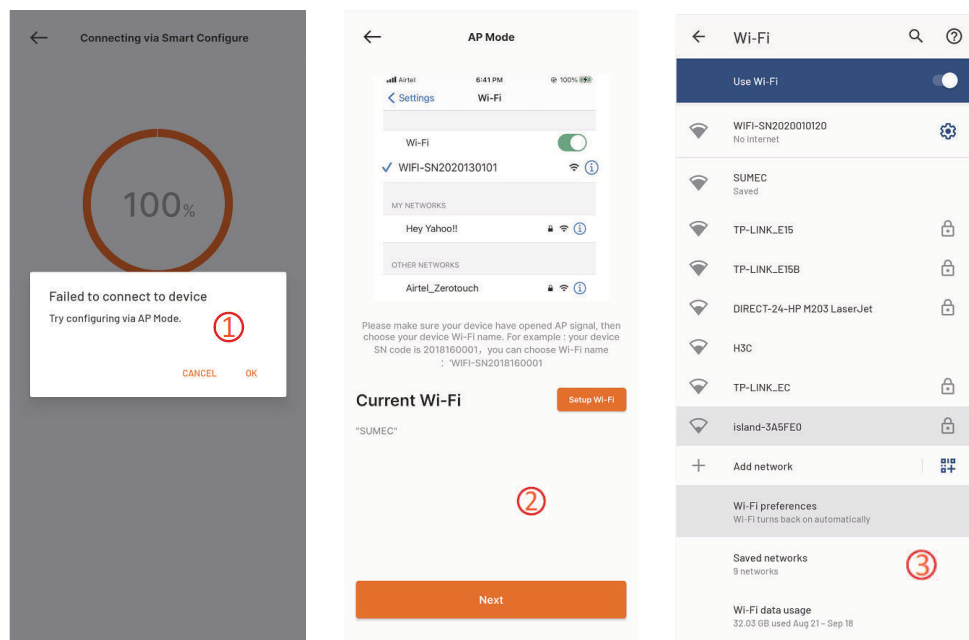 Connecting via Smart Configure
100%
Failed to connect to device
Try configuring via AP Mode.
1
CANCEL OK
AP Mode
Airtel 6:41 PM 100%
Settings Wi-Fi
Wi-Fi
WIFI-SN2020130101
MY NETWORKS
Hey Yahoo!!
OTHER NETWORKS
Airtel_Zerotouch
Please make sure your device have opened AP signal, then
choose your device Wi-Fi name. For example : your device
SN code is 2018160001，you can choose Wi-Fi name
: 'WIFI-SN2018160001
Current Wi-Fi Setup Wi-Fi
"SUMEC"
2
Next
Wi-Fi
Use Wi-Fi
WIFI-SN2020010120
No internet
SUMEC
Saved
TP-LINK_E15
TP-LINK_E15B
DIRECT-24-HP M203 LaserJet
H3C
TP-LINK_EC
island-3A5FE0
Add network
Wi-Fi preferences
Wi-Fi turns back on automatically
Saved networks
9 networks
3
Wi-Fi data usage
32.03 GB used Aug 21 – Sep 18